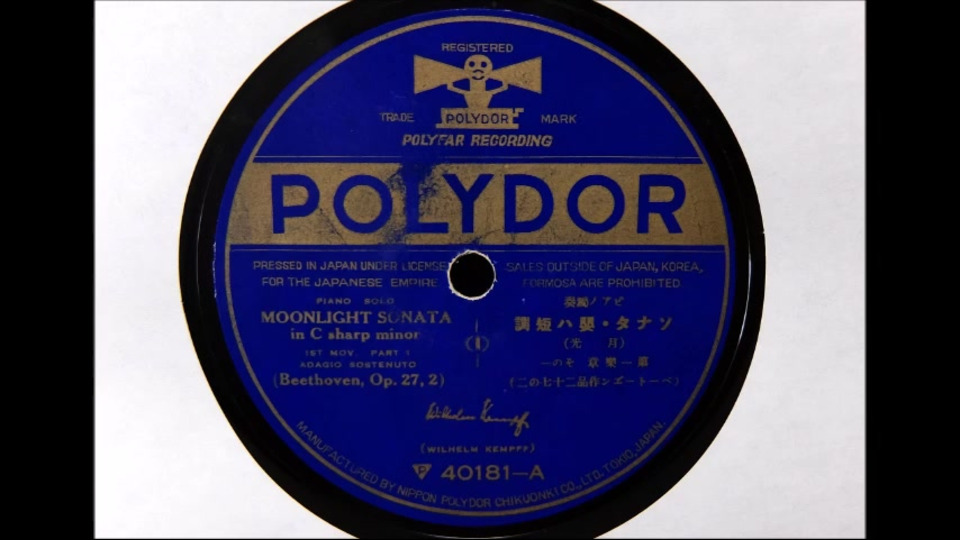 REGISTERED
TRADE POLYDOR MARK
POLYFAR RECORDING
POLYDOR
PRESSED IN JAPAN UNDER LICENSE SALES OUTSIDE OF JAPAN, KOREA,
FOR THE JAPANESE EMPIRE FORMOSA ARE PROHIBITED.
PIANO SOLO
MOONLIGHT SONATA
in C sharp minor
1ST MOV. PART 1
ADAGIO SOSTENUTO
(Beethoven, Op. 27, 2)
奏獨ノアピ
調短ハ嬰・タナソ
(光 月)
一のそ 章樂一第
(二の七十二品作ンエヴートーベ)
(1)
Wilhelm Kempff
(WILHELM KEMPFF)
P 40181-A
MANUFACTURED BY NIPPON POLYDOR CHIKUONKI CO., LTD. TOKIO, JAPAN.